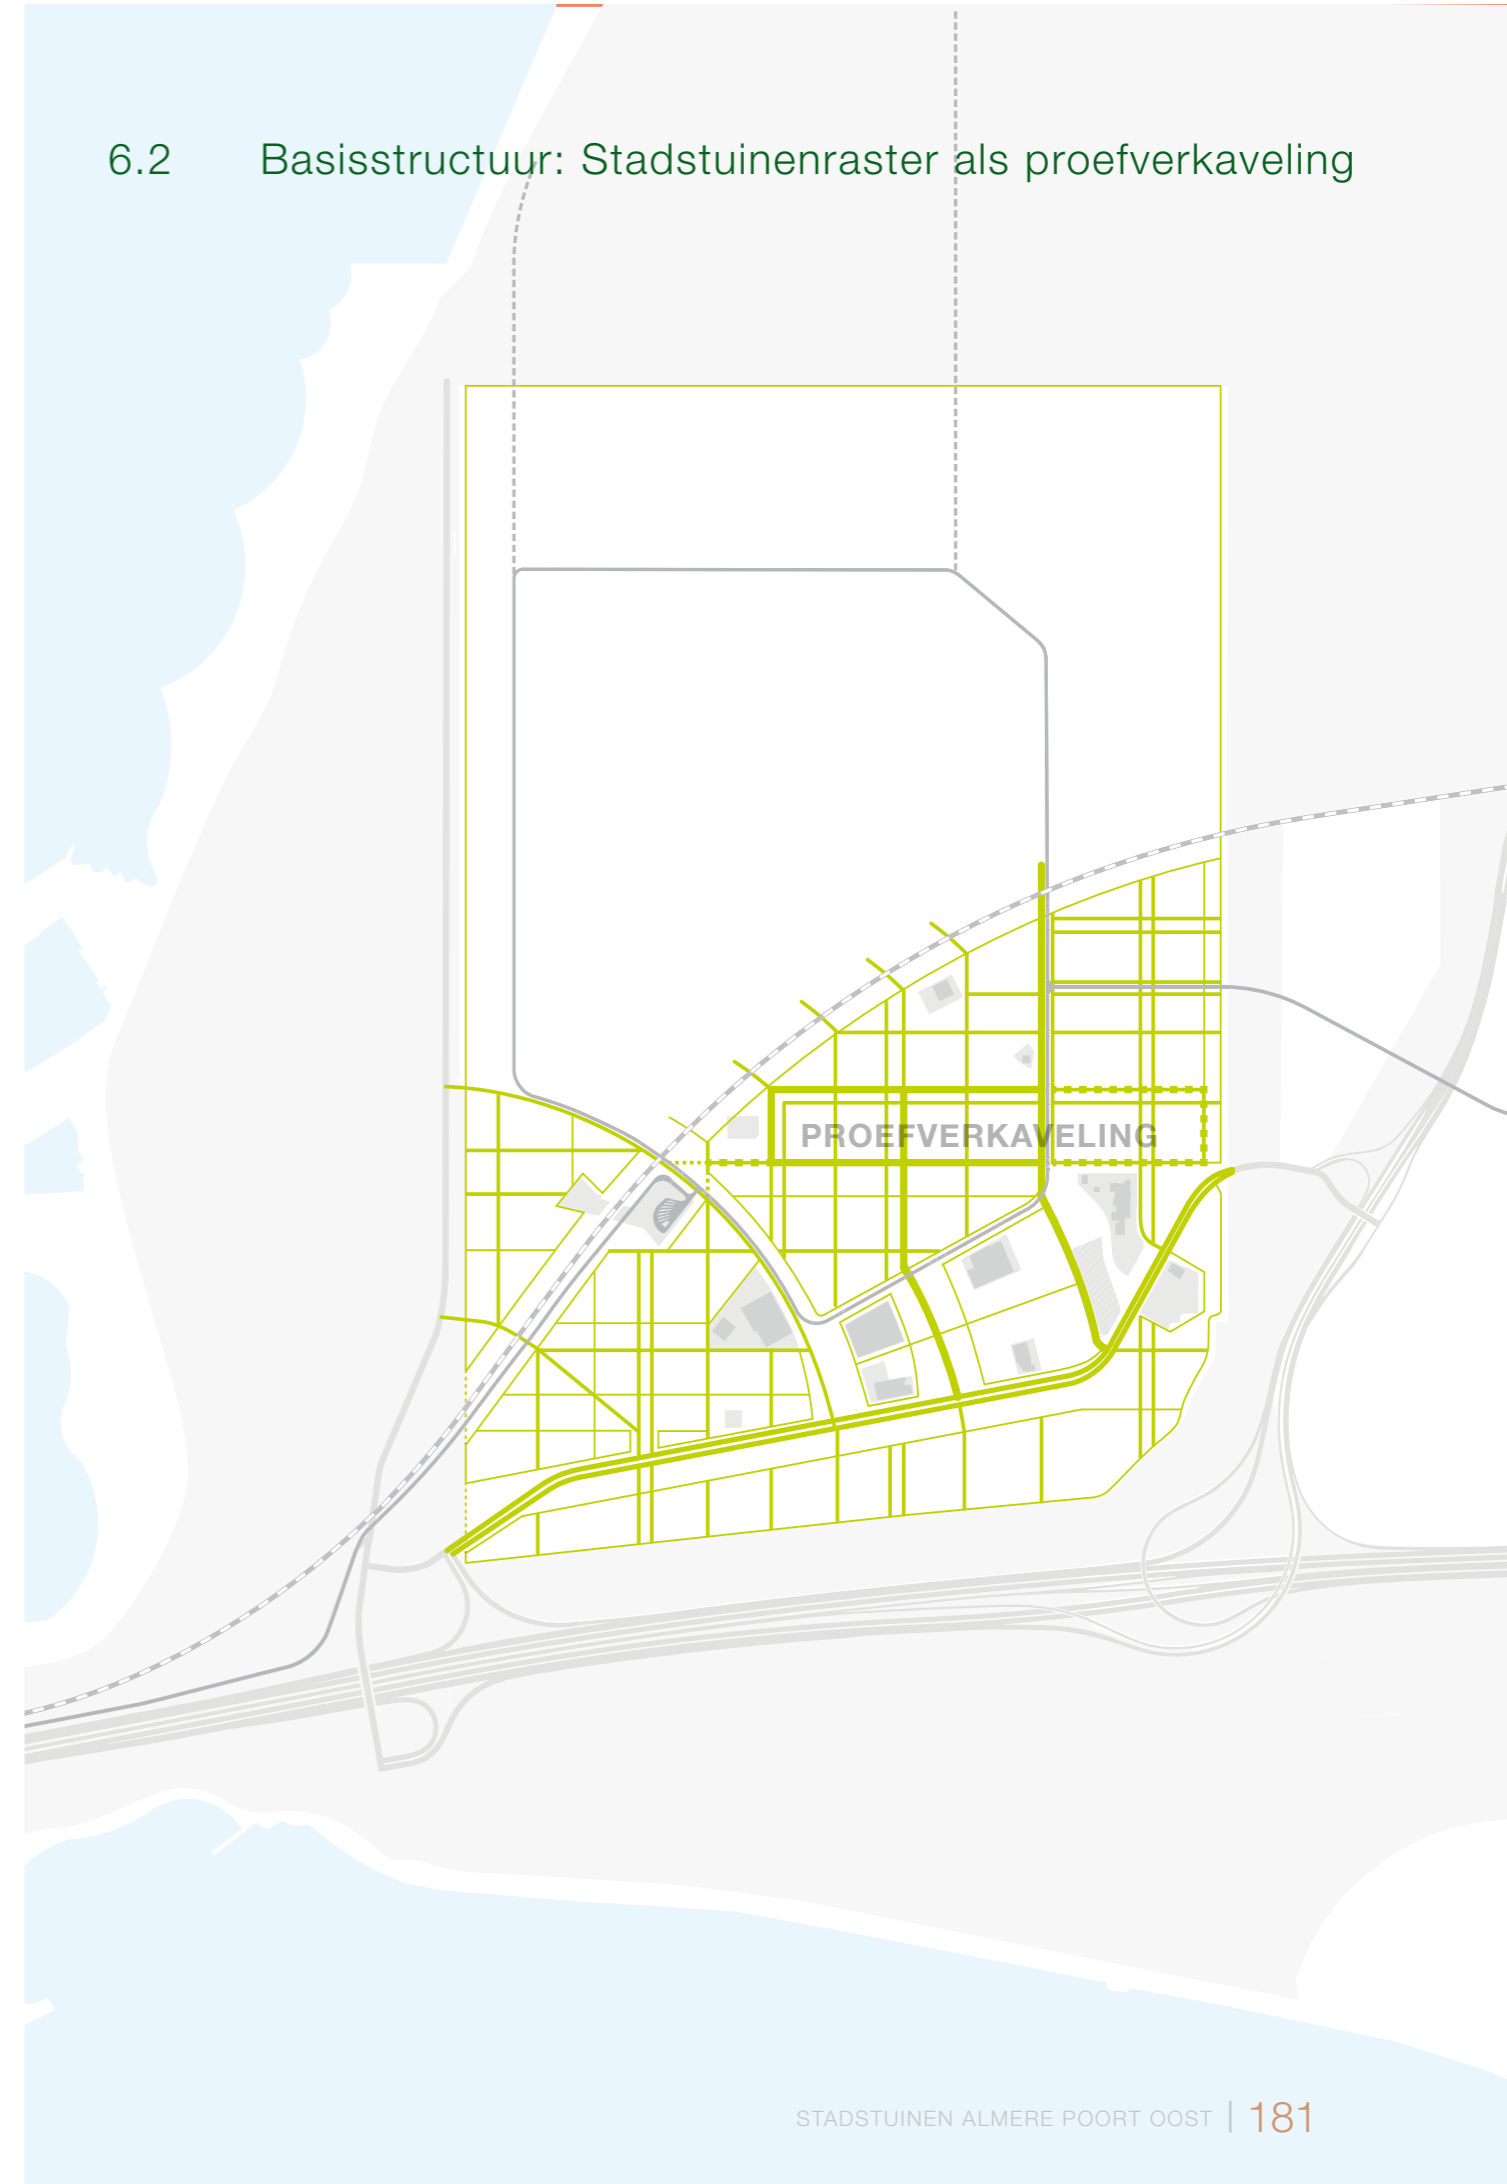 6.2 Basisstructuur: Stadstuinenraster als proefverkaveling
PROEFVERKAVELING
STADSTUINEN ALMERE POORT OOST | 181